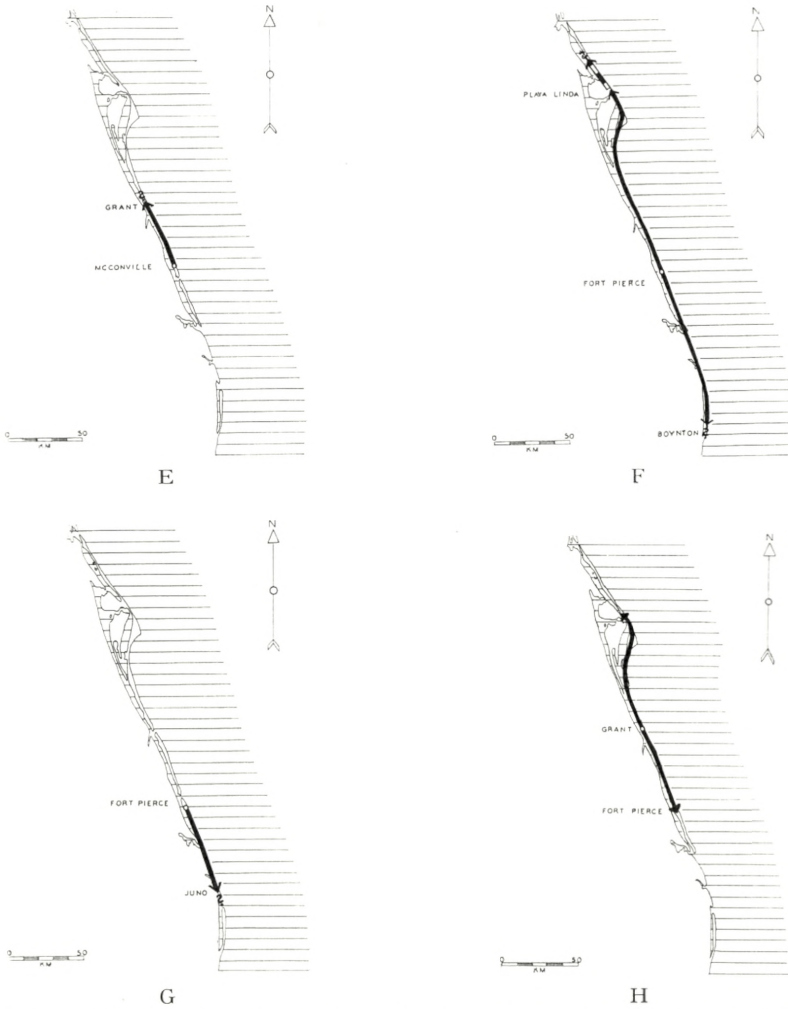 N
GRANT
MCCONVILLE
0 50
KM
E
N
PLAYA LINDA
FORT PIERCE
BOYNTON
0 50
KM
F
N
FORT PIERCE
JUNO
0 50
KM
G
N
GRANT
FORT PIERCE
0 50
KM
H